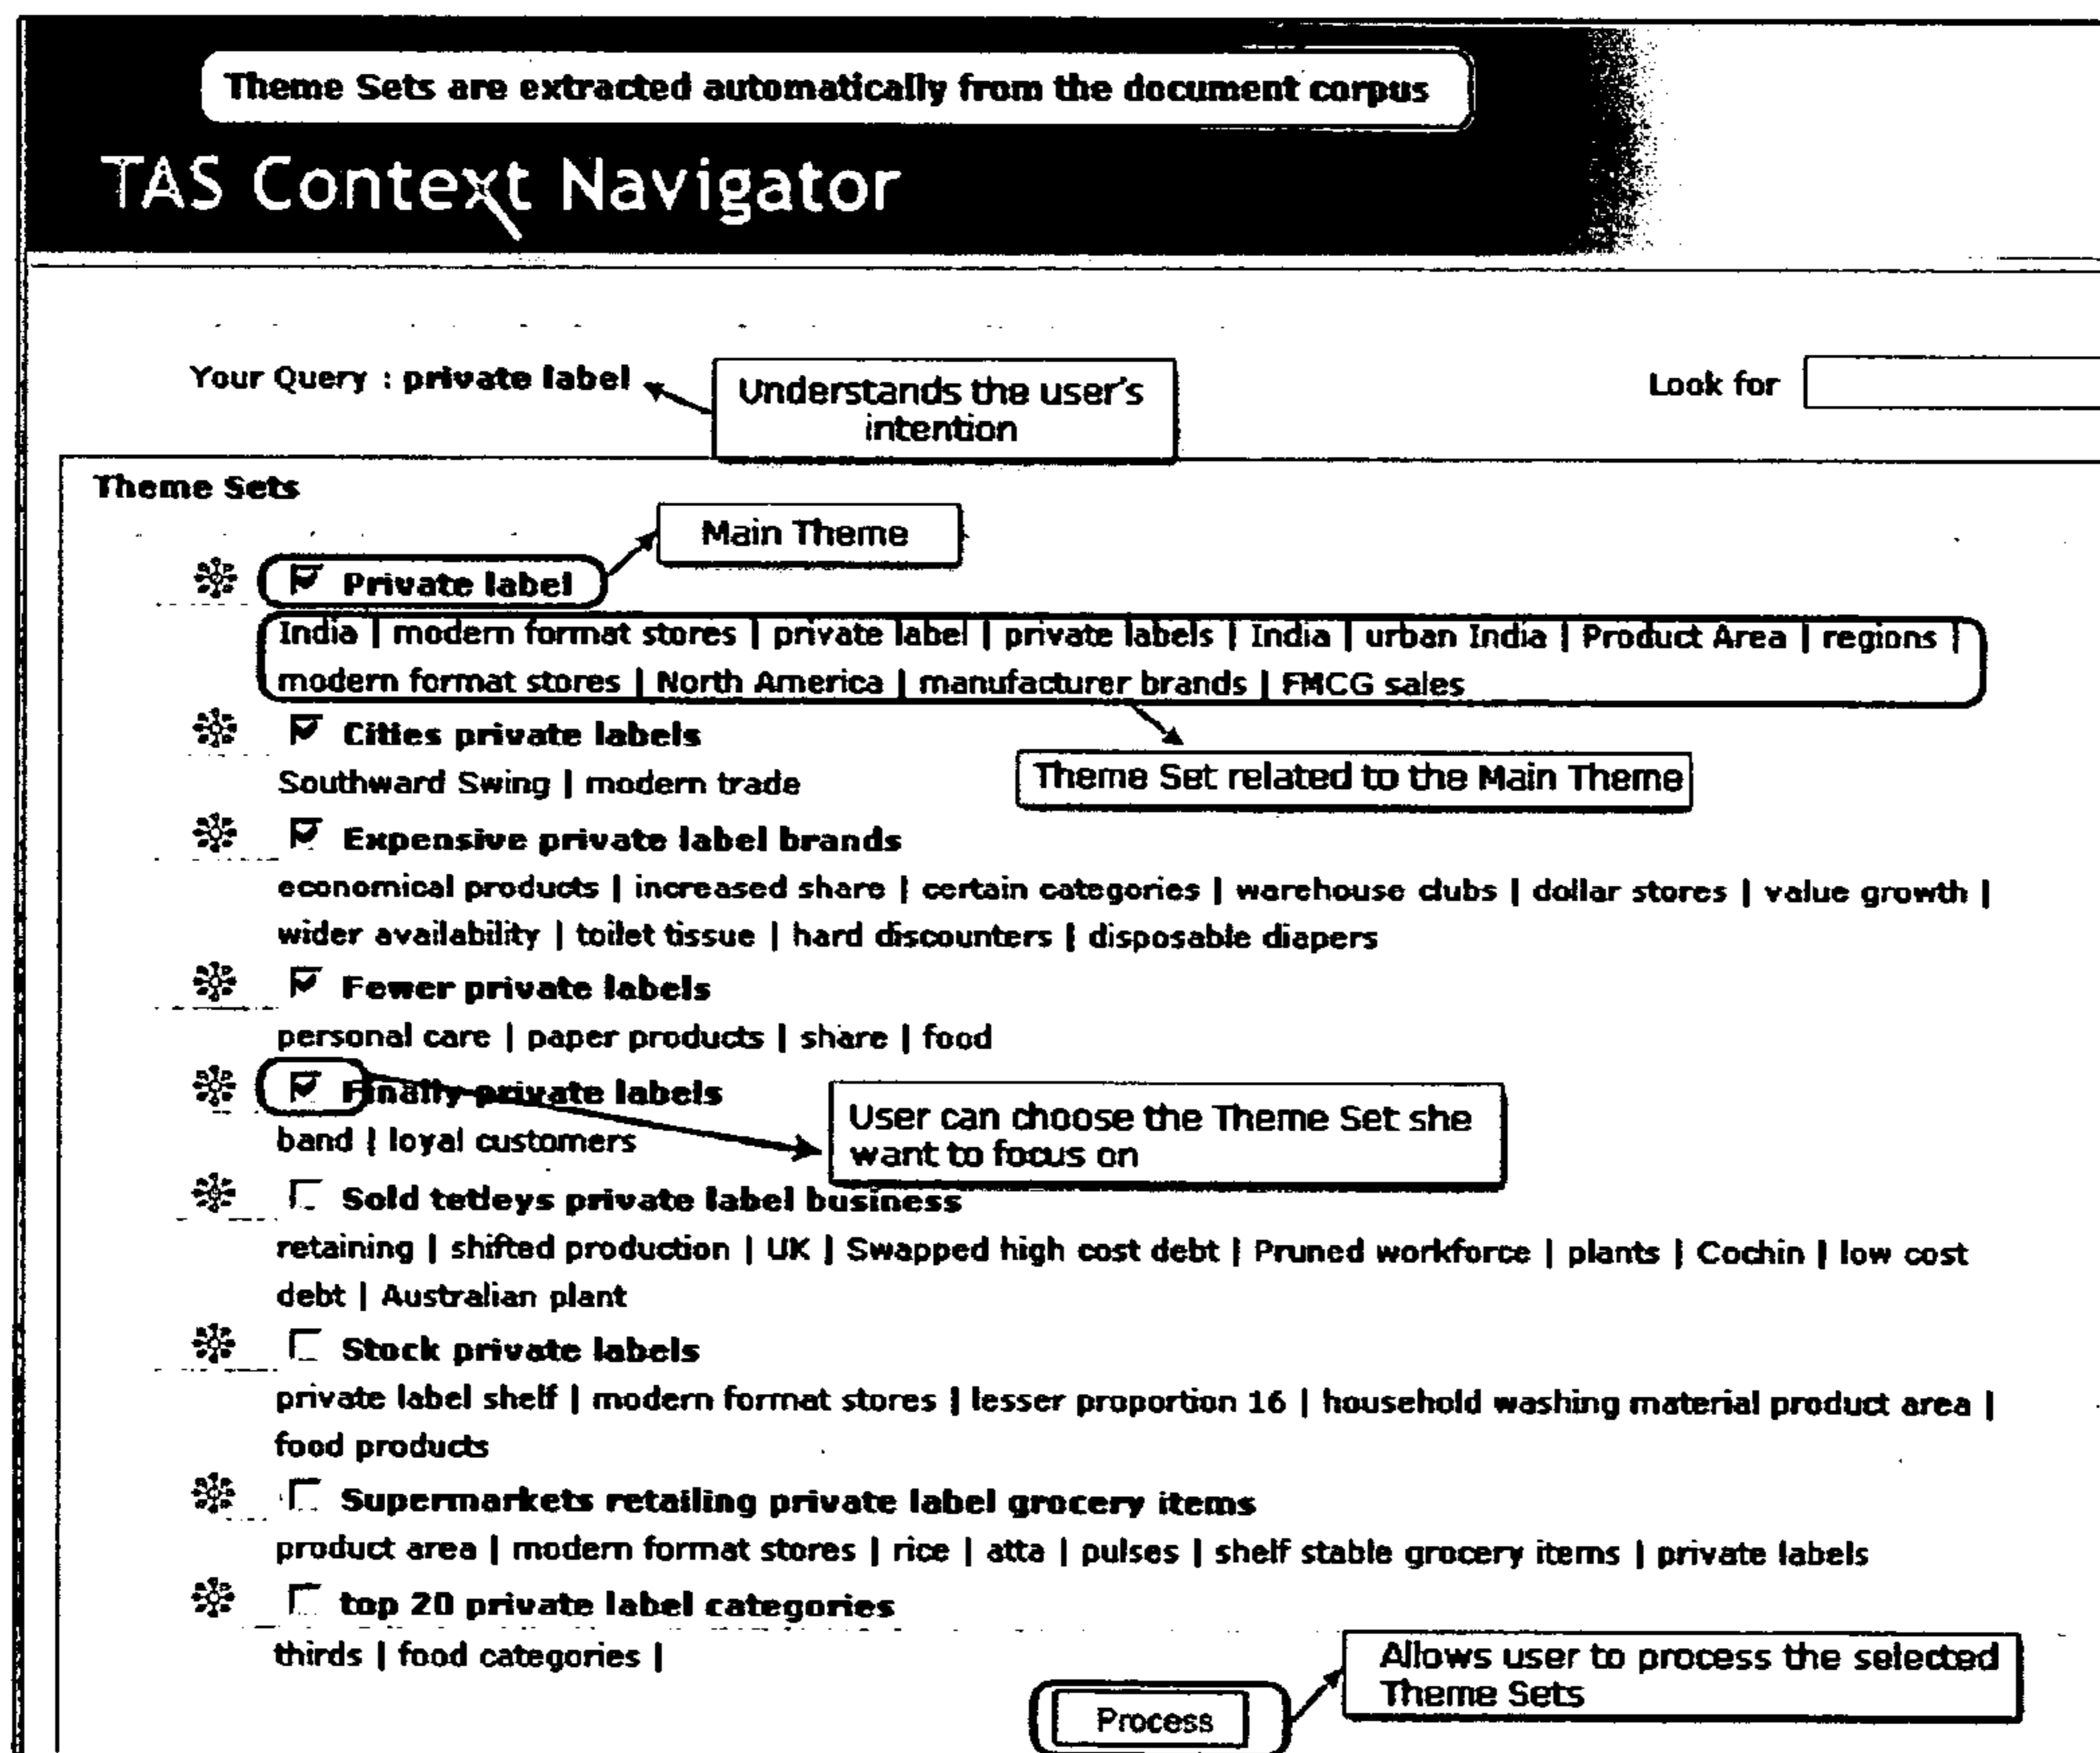 Theme Sets are extracted automatically from the document corpus
TAS Context Navigator
Your Query : private label
Understands the user's
intention
Look for
Theme Sets
Main Theme
Private label
India | modern format stores | private label | private labels | India | urban India | Product Area | regions |
modern format stores | North America | manufacturer brands | FMCG sales
Cities private labels
Southward Swing | modern trade
Theme Set related to the Main Theme
Expensive private label brands
economical products | increased share | certain categories | warehouse clubs | dollar stores | value growth |
wider availability | toilet tissue | hard discounters | disposable diapers
Fewer private labels
personal care | paper products | share | food
Finally private labels
band | loyal customers
User can choose the Theme Set she
want to focus on
Sold tetleys private label business
retaining | shifted production | UK | Swapped high cost debt | Pruned workforce | plants | Cochin | low cost
debt | Australian plant
Stock private labels
private label shelf | modern format stores | lesser proportion 16 | household washing material product area |
food products
Supermarkets retailing private label grocery items
product area | modern format stores | rice | atta | pulses | shelf stable grocery items | private labels
top 20 private label categories
thirds | food categories |
Allows user to process the selected
Theme Sets
Process